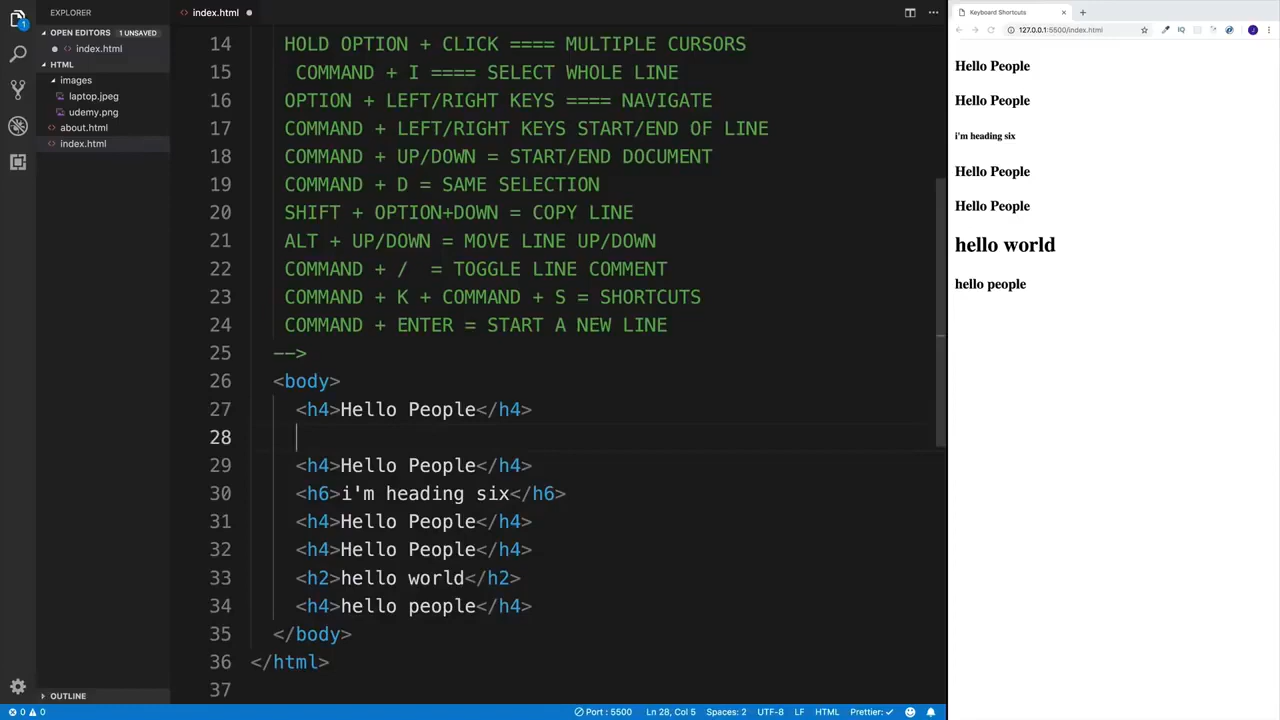 EXPLORER
OPEN EDITORS 1 UNSAVED
index.html
HTML
images
laptop.jpeg
udemy.png
about.html
index.html
OUTLINE
1
index.html
14 HOLD OPTION + CLICK ==== MULTIPLE CURSORS
15 COMMAND + I ==== SELECT WHOLE LINE
16 OPTION + LEFT/RIGHT KEYS ==== NAVIGATE
17 COMMAND + LEFT/RIGHT KEYS START/END OF LINE
18 COMMAND + UP/DOWN = START/END DOCUMENT
19 COMMAND + D = SAME SELECTION
20 SHIFT + OPTION+DOWN = COPY LINE
21 ALT + UP/DOWN = MOVE LINE UP/DOWN
22 COMMAND + /  = TOGGLE LINE COMMENT
23 COMMAND + K + COMMAND + S = SHORTCUTS
24 COMMAND + ENTER = START A NEW LINE
25 -->
26 <body>
27 <h4>Hello People</h4>
28
29 <h4>Hello People</h4>
30 <h6>i'm heading six</h6>
31 <h4>Hello People</h4>
32 <h4>Hello People</h4>
33 <h2>hello world</h2>
34 <h4>hello people</h4>
35 </body>
36 </html>
37
0 0 Port : 5500 Ln 28, Col 5 Spaces: 2 UTF-8 LF HTML Prettier: ✓
Keyboard Shortcuts
127.0.0.1:5500/index.html
IQ
J
Hello People
Hello People
i'm heading six
Hello People
Hello People
hello world
hello people